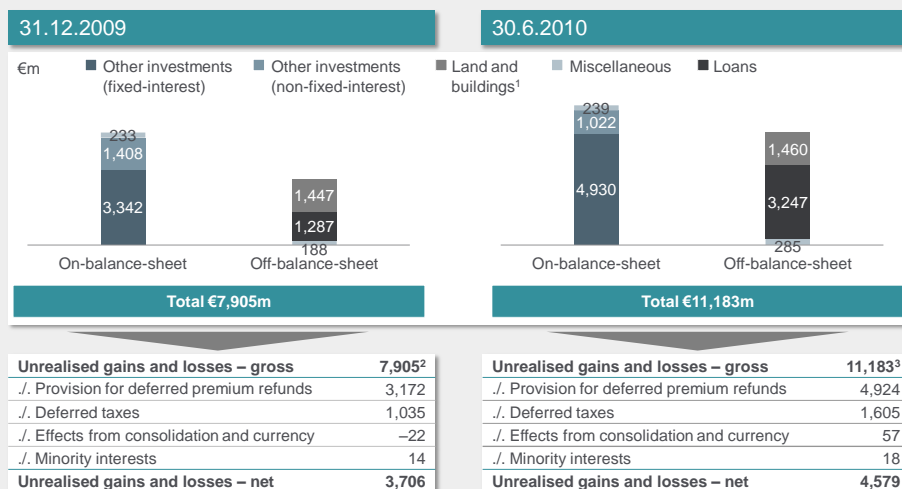 31.12.2009
30.6.2010
€m
Other investments (fixed-interest)
Other investments (non-fixed-interest)
Land and buildings¹
Miscellaneous
Loans
233
1,408
3,342
1,447
1,287
188
On-balance-sheet
Off-balance-sheet
239
1,022
4,930
1,460
3,247
285
On-balance-sheet
Off-balance-sheet
Total €7,905m
Total €11,183m
Unrealised gains and losses – gross 7,905²
./. Provision for deferred premium refunds 3,172
./. Deferred taxes 1,035
./. Effects from consolidation and currency –22
./. Minority interests 14
Unrealised gains and losses – net 3,706
Unrealised gains and losses – gross 11,183³
./. Provision for deferred premium refunds 4,924
./. Deferred taxes 1,605
./. Effects from consolidation and currency 57
./. Minority interests 18
Unrealised gains and losses – net 4,579